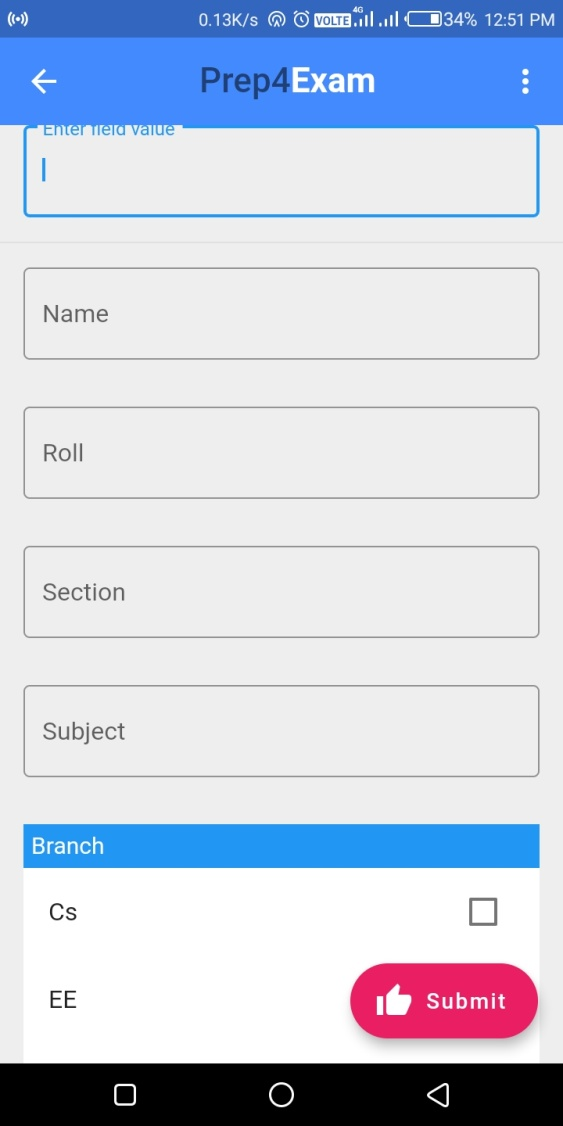 0.13K/s VOLTE 4G 34% 12:51 PM
Prep4Exam
Enter field value
Name
Roll
Section
Subject
Branch
Cs
EE
Submit